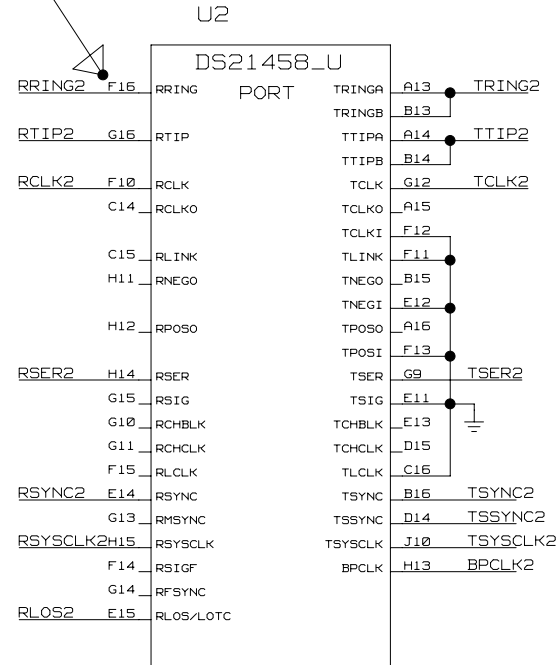 U2
DS21458_U
PORT
RRING2 F16 RRING TRINGA A13 TRING2
TRINGB B13
RTIP2 G16 RTIP TTIPA A14 TTIP2
TTIPB B14
RCLK2 F10 RCLK TCLK G12 TCLK2
C14 RCLKO TCLKO A15
TCLKI F12
C15 RLINK TLINK F11
H11 RNEGO TNEGO B15
TNEGI E12
H12 RPOSO TPOSO A16
TPOSI F13
RSER2 H14 RSER TSER G9 TSER2
G15 RSIG TSIG E11
G10 RCHBLK TCHBLK E13
G11 RCHCLK TCHCLK D15
F15 RLCLK TLCLK C16
RSYNC2 E14 RSYNC TSYNC B16 TSYNC2
G13 RMSYNC TSSYNC D14 TSSYNC2
RSYSCLK2 H15 RSYSCLK TSYSCLK J10 TSYSCLK2
F14 RSIGF BPCLK H13 BPCLK2
G14 RFSYNC
RLOS2 E15 RLOS/LOTC